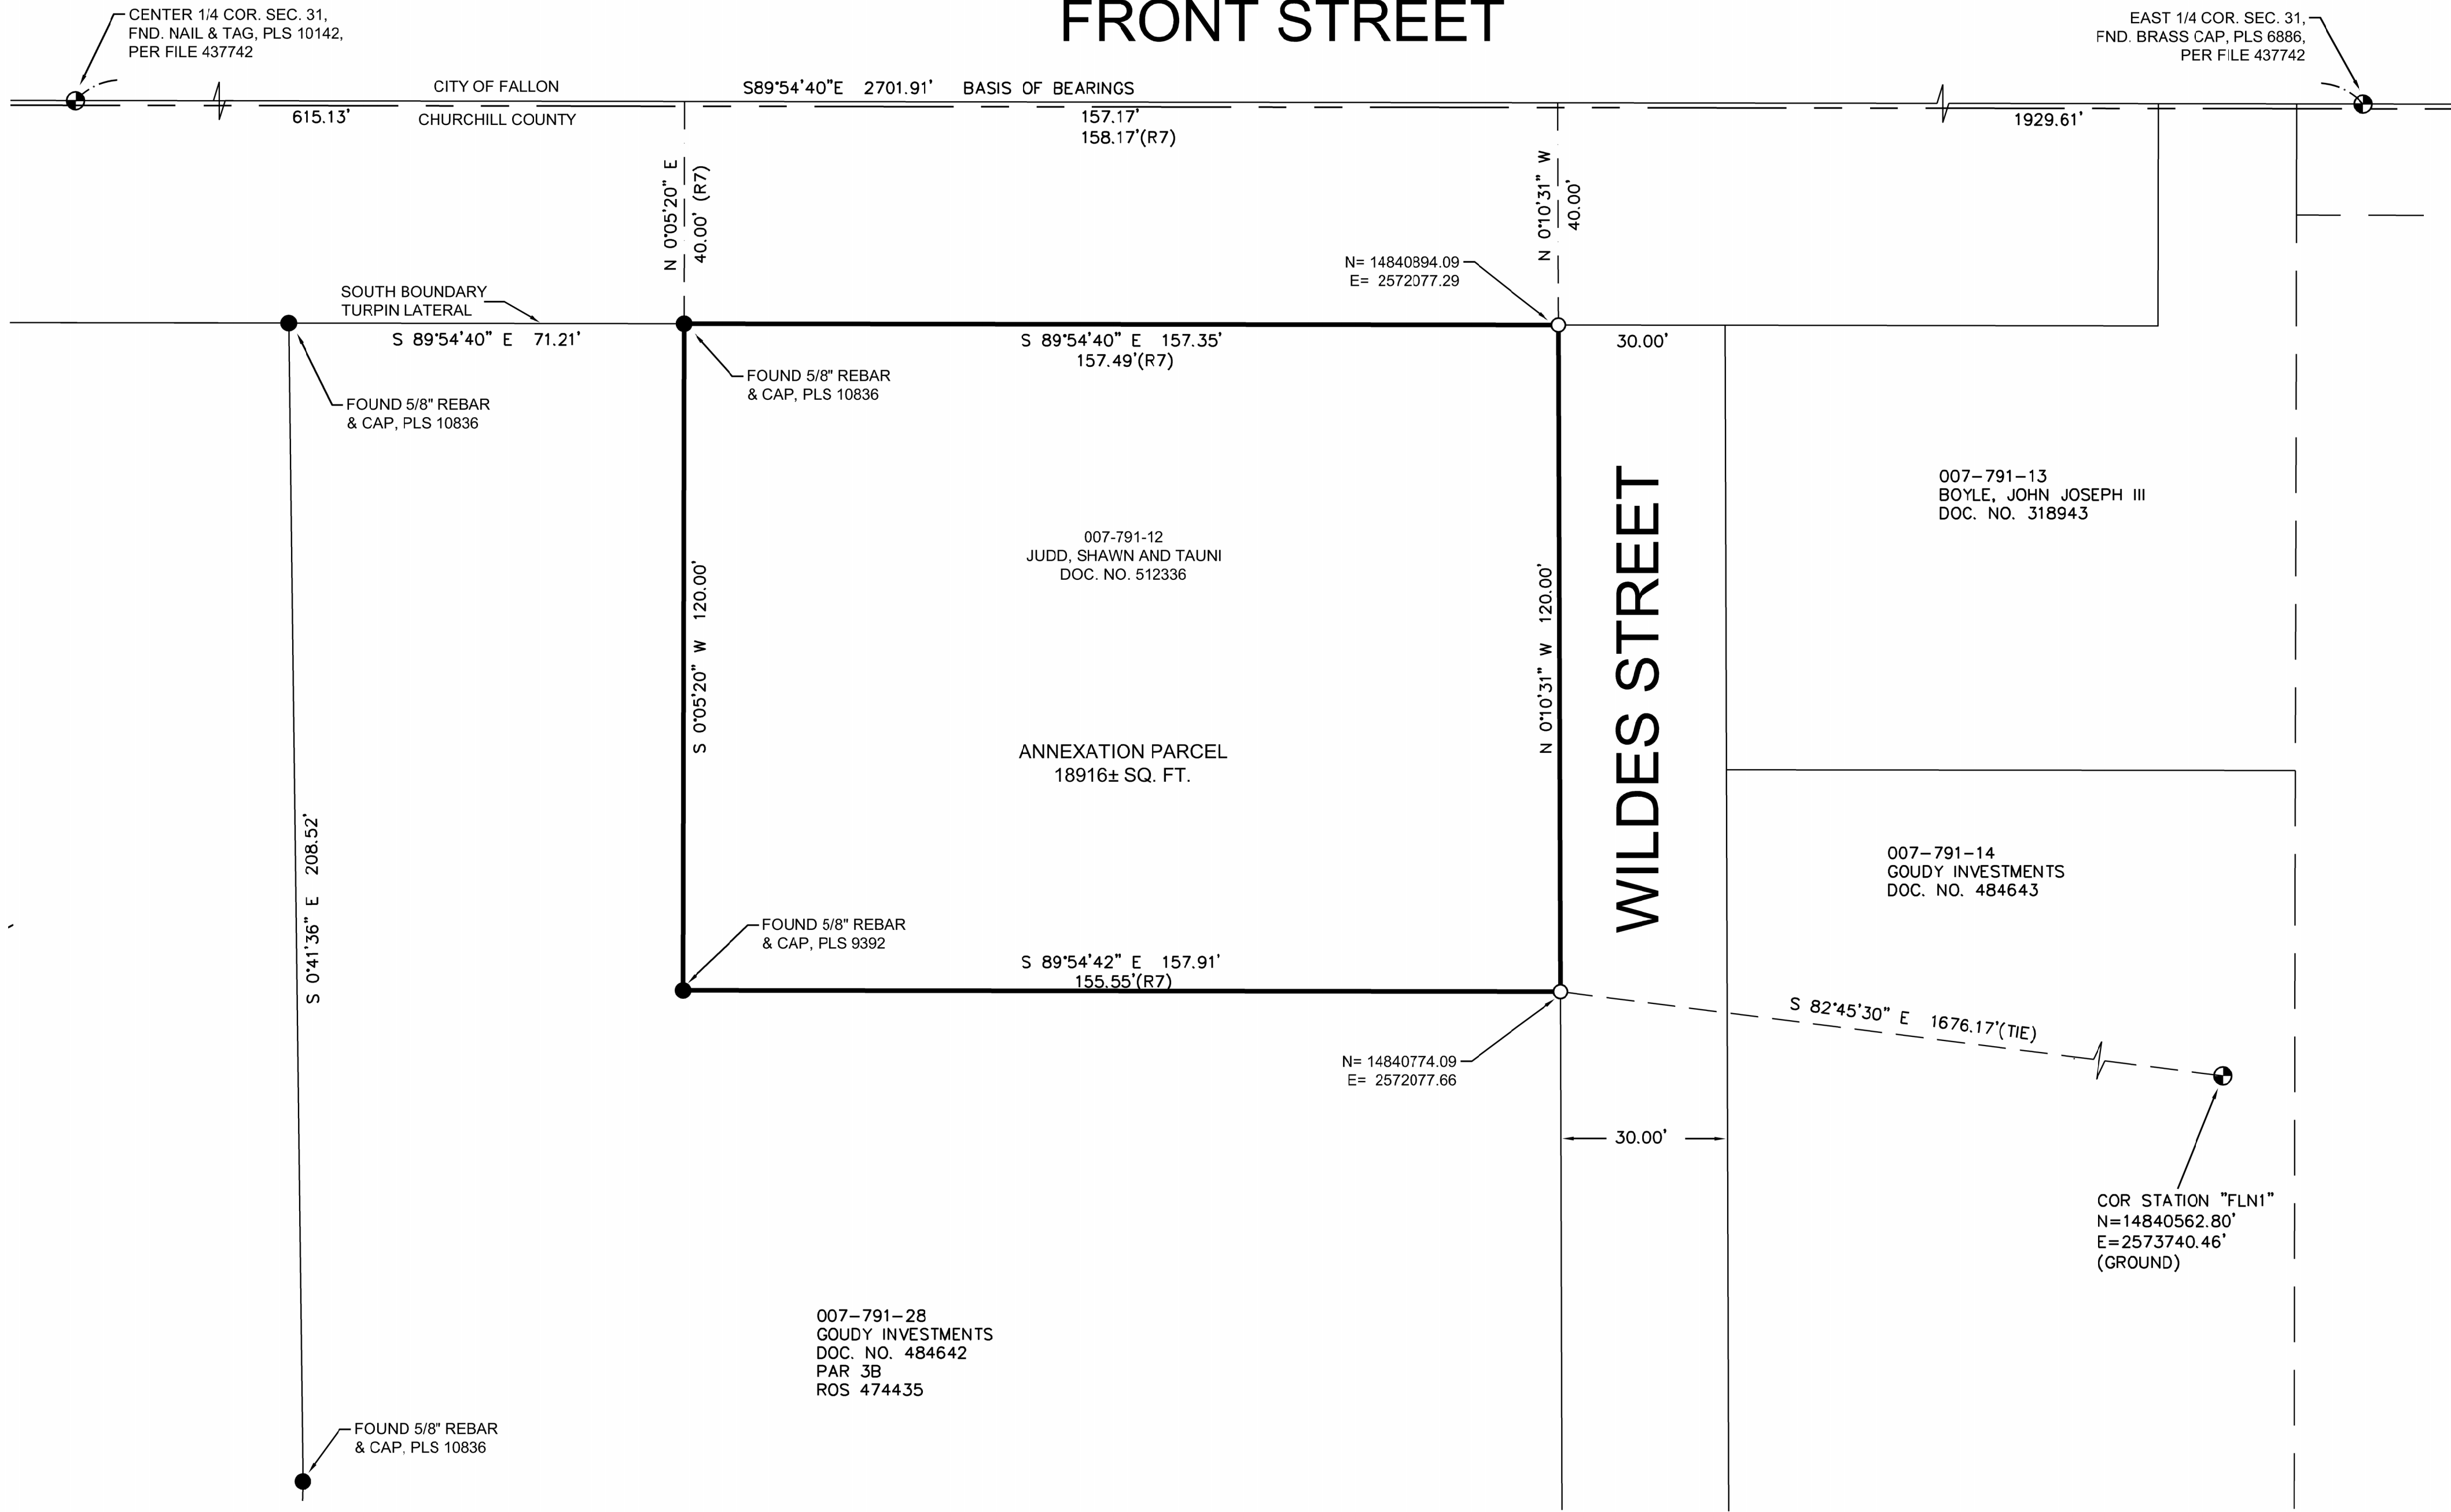 FRONT STREET
CENTER 1/4 COR. SEC. 31,
FND. NAIL & TAG, PLS 10142,
PER FILE 437742
EAST 1/4 COR. SEC. 31,
FND. BRASS CAP, PLS 6886,
PER FILE 437742
CITY OF FALLON
S89°54'40"E 2701.91' BASIS OF BEARINGS
615.13'
CHURCHILL COUNTY
157.17'
158.17'(R7)
1929.61'
N 0°05'20" E
40.00' (R7)
N 0°10'31" W
40.00'
N= 14840894.09
E= 2572077.29
SOUTH BOUNDARY
TURPIN LATERAL
S 89°54'40" E 71.21'
S 89°54'40" E 157.35'
157.49'(R7)
30.00'
FOUND 5/8" REBAR
& CAP, PLS 10836
FOUND 5/8" REBAR
& CAP, PLS 10836
007-791-13
BOYLE, JOHN JOSEPH III
DOC. NO. 318943
007-791-12
JUDD, SHAWN AND TAUNI
DOC. NO. 512336
S 0°05'20" W 120.00'
N 0°10'31" W 120.00'
WILDES STREET
ANNEXATION PARCEL
18916± SQ. FT.
S 0°41'36" E 208.52'
007-791-14
GOUDY INVESTMENTS
DOC. NO. 484643
FOUND 5/8" REBAR
& CAP, PLS 9392
S 89°54'42" E 157.91'
155.55'(R7)
S 82°45'30" E 1676.17'(TIE)
N= 14840774.09
E= 2572077.66
30.00'
COR STATION "FLN1"
N=14840562.80'
E=2573740.46'
(GROUND)
007-791-28
GOUDY INVESTMENTS
DOC. NO. 484642
PAR 3B
ROS 474435
FOUND 5/8" REBAR
& CAP, PLS 10836